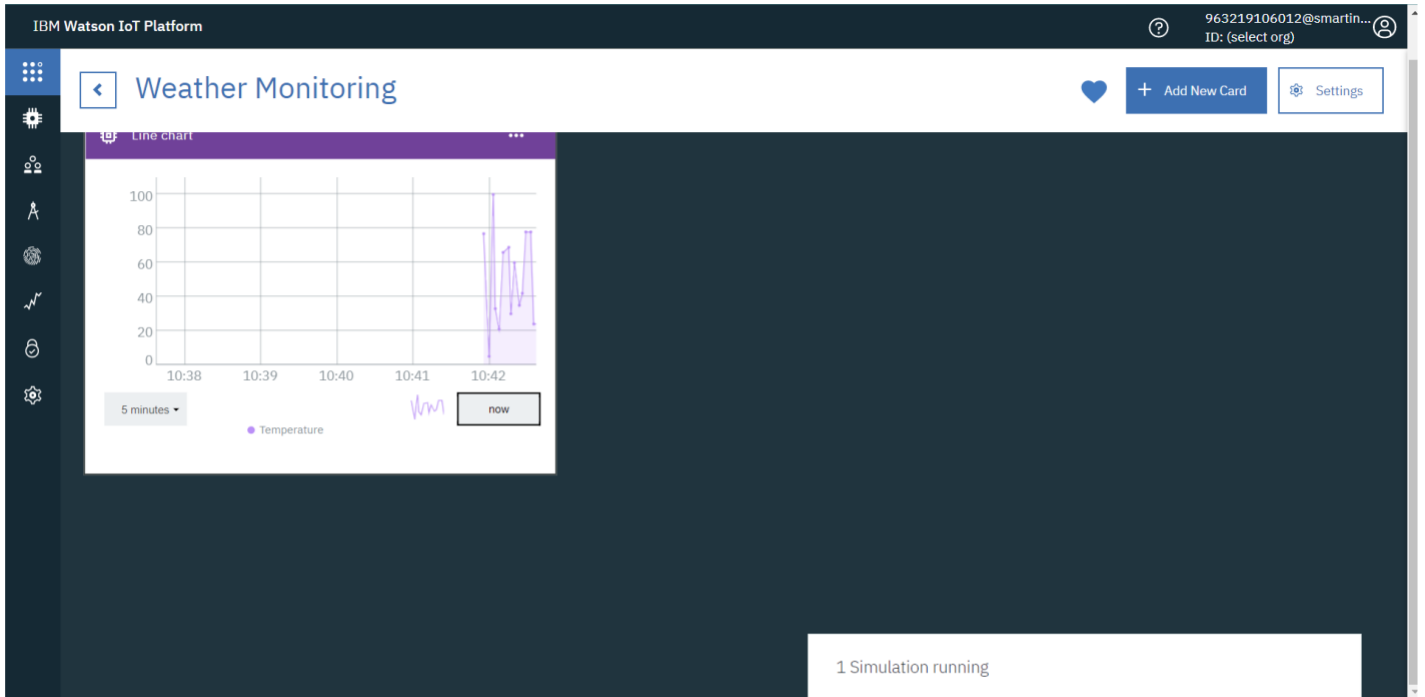 IBM Watson IoT Platform
963219106012@smartin...
ID: (select org)
Weather Monitoring
Add New Card
Settings
Line chart
100
80
60
40
20
0
10:38 10:39 10:40 10:41 10:42
5 minutes
now
Temperature
1 Simulation running